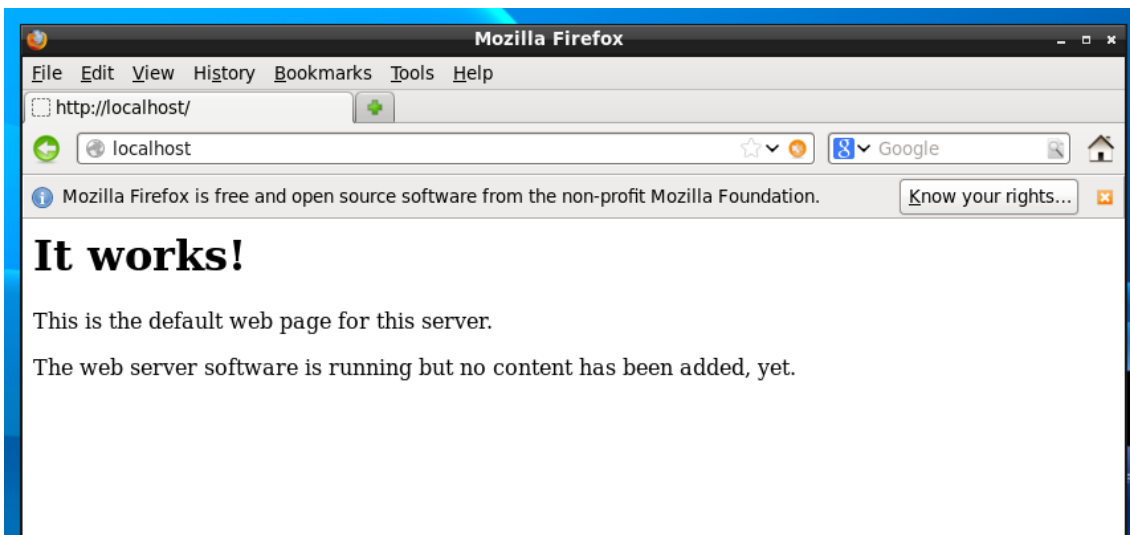 Mozilla Firefox
File Edit View History Bookmarks Tools Help
http://localhost/
localhost
8 Google
Mozilla Firefox is free and open source software from the non-profit Mozilla Foundation. Know your rights...
It works!
This is the default web page for this server.
The web server software is running but no content has been added, yet.